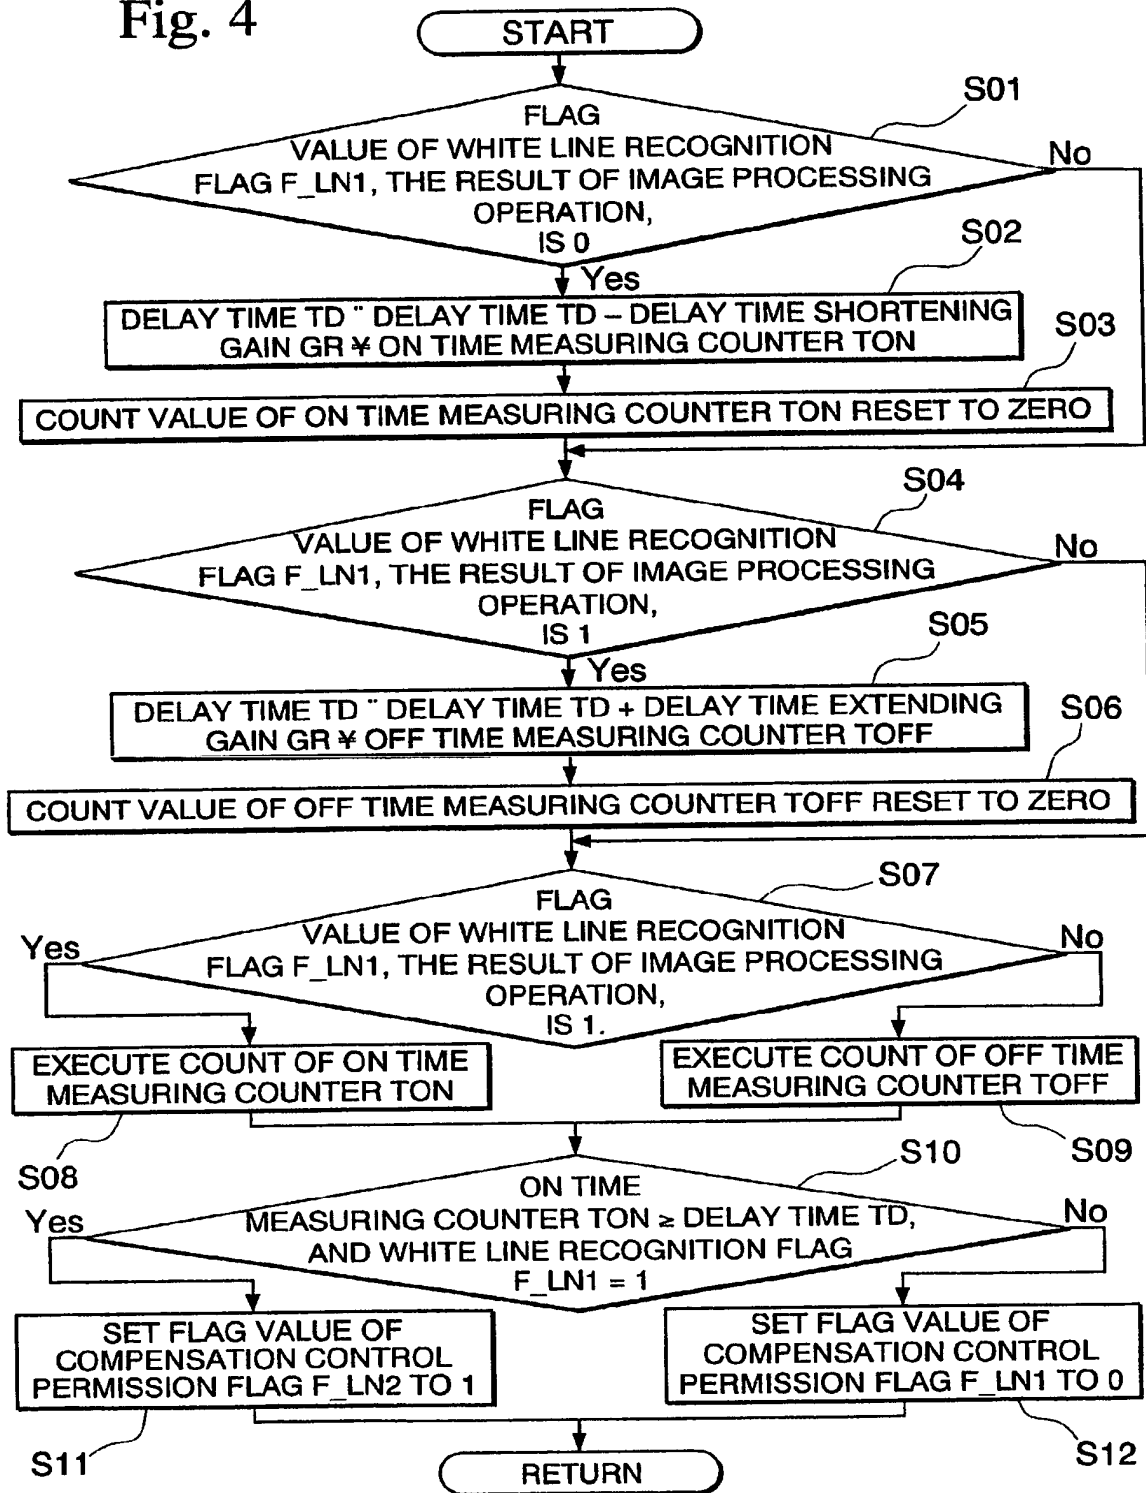 Fig. 4
START
S01
FLAG
VALUE OF WHITE LINE RECOGNITION
FLAG F_LN1, THE RESULT OF IMAGE PROCESSING
OPERATION,
IS 0
No
Yes
S02
DELAY TIME TD ¨ DELAY TIME TD – DELAY TIME SHORTENING
GAIN GR ¥ ON TIME MEASURING COUNTER TON
S03
COUNT VALUE OF ON TIME MEASURING COUNTER TON RESET TO ZERO
S04
FLAG
VALUE OF WHITE LINE RECOGNITION
FLAG F_LN1, THE RESULT OF IMAGE PROCESSING
OPERATION,
IS 1
No
Yes
S05
DELAY TIME TD ¨ DELAY TIME TD + DELAY TIME EXTENDING
GAIN GR ¥ OFF TIME MEASURING COUNTER TOFF
S06
COUNT VALUE OF OFF TIME MEASURING COUNTER TOFF RESET TO ZERO
S07
FLAG
VALUE OF WHITE LINE RECOGNITION
FLAG F_LN1, THE RESULT OF IMAGE PROCESSING
OPERATION,
IS 1.
Yes
No
EXECUTE COUNT OF ON TIME
MEASURING COUNTER TON
S08
EXECUTE COUNT OF OFF TIME
MEASURING COUNTER TOFF
S09
S10
ON TIME
MEASURING COUNTER TON ≥ DELAY TIME TD,
AND WHITE LINE RECOGNITION FLAG
F_LN1 = 1
Yes
No
SET FLAG VALUE OF
COMPENSATION CONTROL
PERMISSION FLAG F_LN2 TO 1
S11
SET FLAG VALUE OF
COMPENSATION CONTROL
PERMISSION FLAG F_LN1 TO 0
S12
RETURN